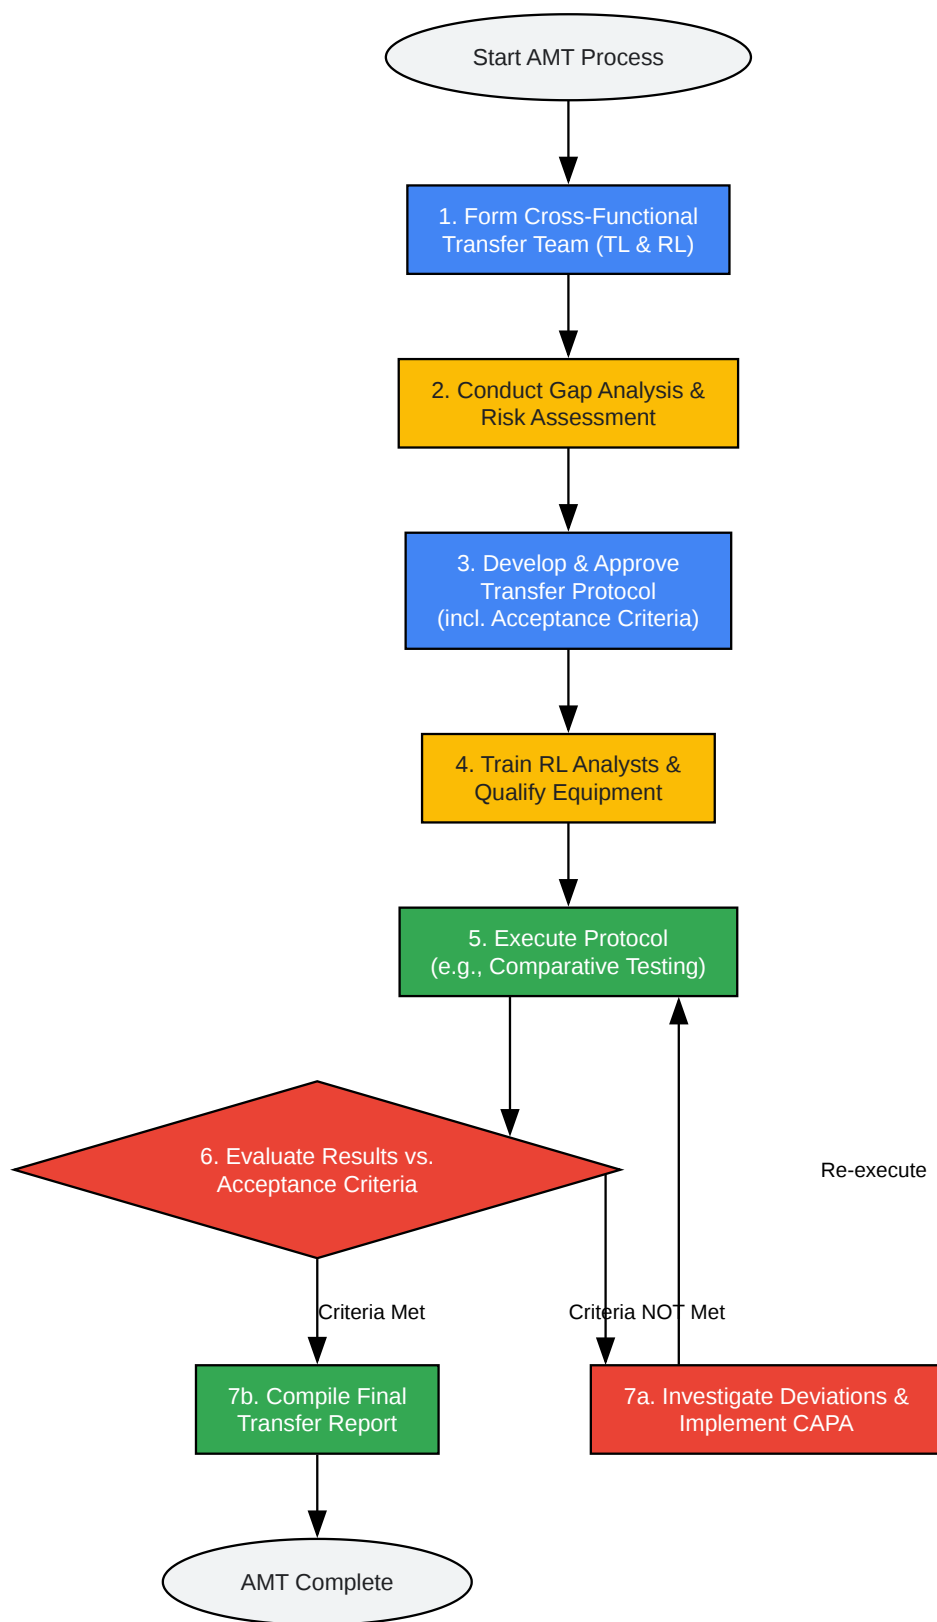 Start AMT Process
1. Form Cross-Functional
Transfer Team (TL & RL)
2. Conduct Gap Analysis &
Risk Assessment
3. Develop & Approve
Transfer Protocol
(incl. Acceptance Criteria)
4. Train RL Analysts &
Qualify Equipment
5. Execute Protocol
(e.g., Comparative Testing)
6. Evaluate Results vs.
Acceptance Criteria
Re-execute
Criteria Met
Criteria NOT Met
7b. Compile Final
Transfer Report
7a. Investigate Deviations &
Implement CAPA
AMT Complete